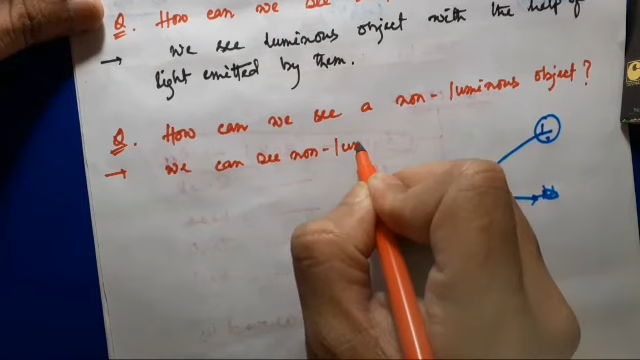 Q. How can we see
→ we see luminous object with the help of
light emitted by them.
Q. How can we see a non-luminous object?
→ we can see non-lum